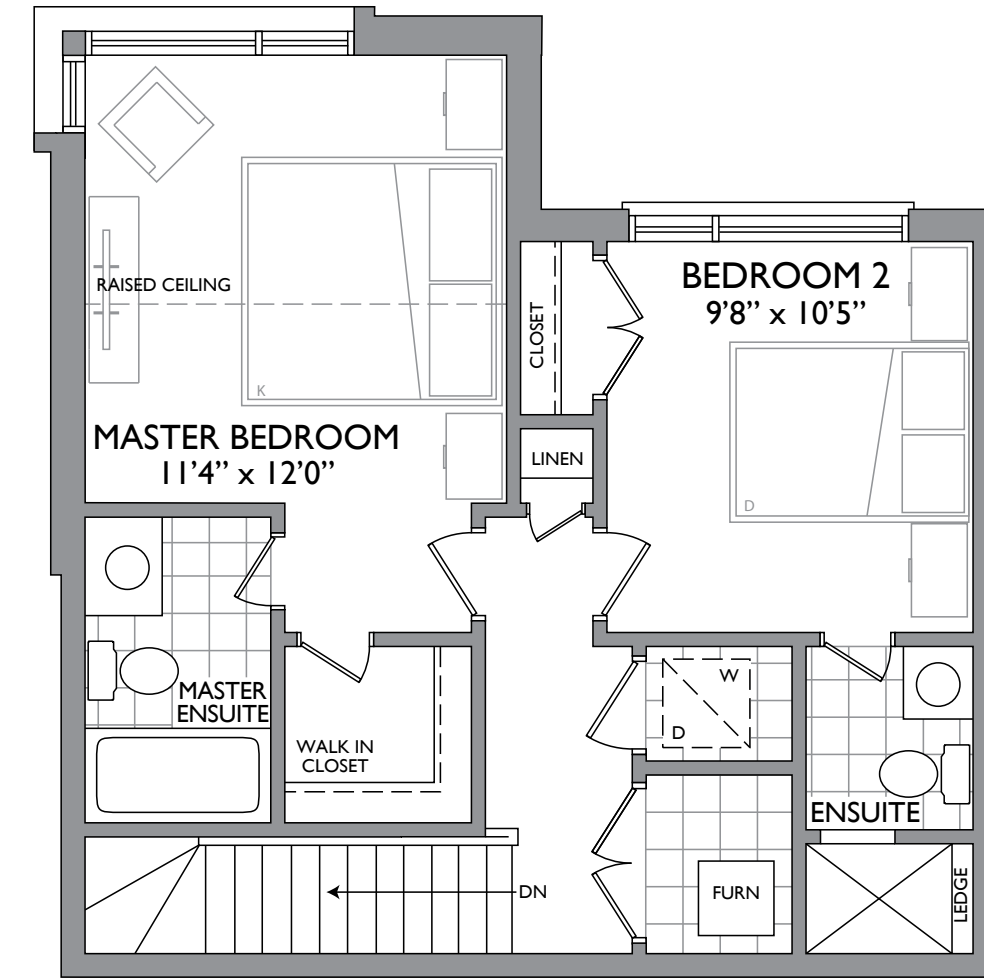 RAISED CEILING
K
MASTER BEDROOM
11'4” x 12'0”
CLOSET
BEDROOM 2
9'8” x 10'5”
D
LINEN
MASTER
ENSUITE
WALK IN
CLOSET
W
D
ENSUITE
FURN
LEDGE
DN